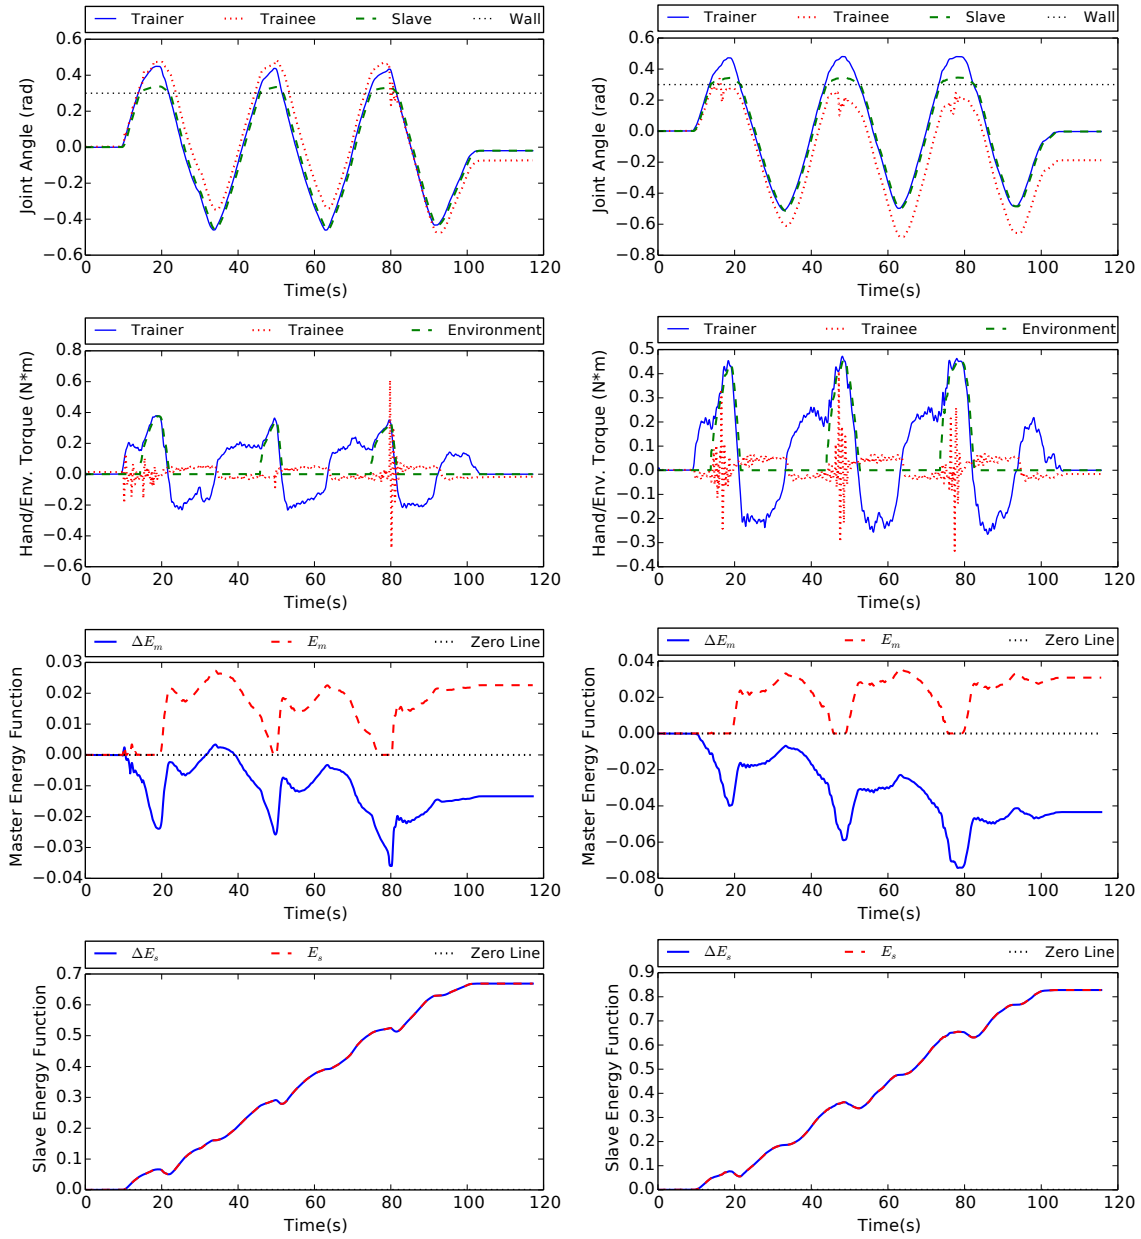 Trainer Trainee Slave Wall
0.6
0.4
0.2
0.0
−0.2
−0.4
−0.6
Joint Angle (rad)
0 20 40 60 80 100 120
Time(s)
Trainer Trainee Slave Wall
0.6
0.4
0.2
0.0
−0.2
−0.4
−0.6
−0.8
Joint Angle (rad)
0 20 40 60 80 100 120
Time(s)
Trainer Trainee Environment
0.8
0.6
0.4
0.2
0.0
−0.2
−0.4
−0.6
Hand/Env. Torque (N*m)
0 20 40 60 80 100 120
Time(s)
Trainer Trainee Environment
0.5
0.4
0.3
0.2
0.1
0.0
−0.1
−0.2
−0.3
−0.4
Hand/Env. Torque (N*m)
0 20 40 60 80 100 120
Time(s)
ΔE_m E_m Zero Line
0.03
0.02
0.01
0.00
−0.01
−0.02
−0.03
−0.04
Master Energy Function
0 20 40 60 80 100 120
Time(s)
ΔE_m E_m Zero Line
0.04
0.02
0.00
−0.02
−0.04
−0.06
−0.08
Master Energy Function
0 20 40 60 80 100 120
Time(s)
ΔE_s E_s Zero Line
0.7
0.6
0.5
0.4
0.3
0.2
0.1
0.0
Slave Energy Function
0 20 40 60 80 100 120
Time(s)
ΔE_s E_s Zero Line
0.9
0.8
0.7
0.6
0.5
0.4
0.3
0.2
0.1
0.0
Slave Energy Function
0 20 40 60 80 100 120
Time(s)